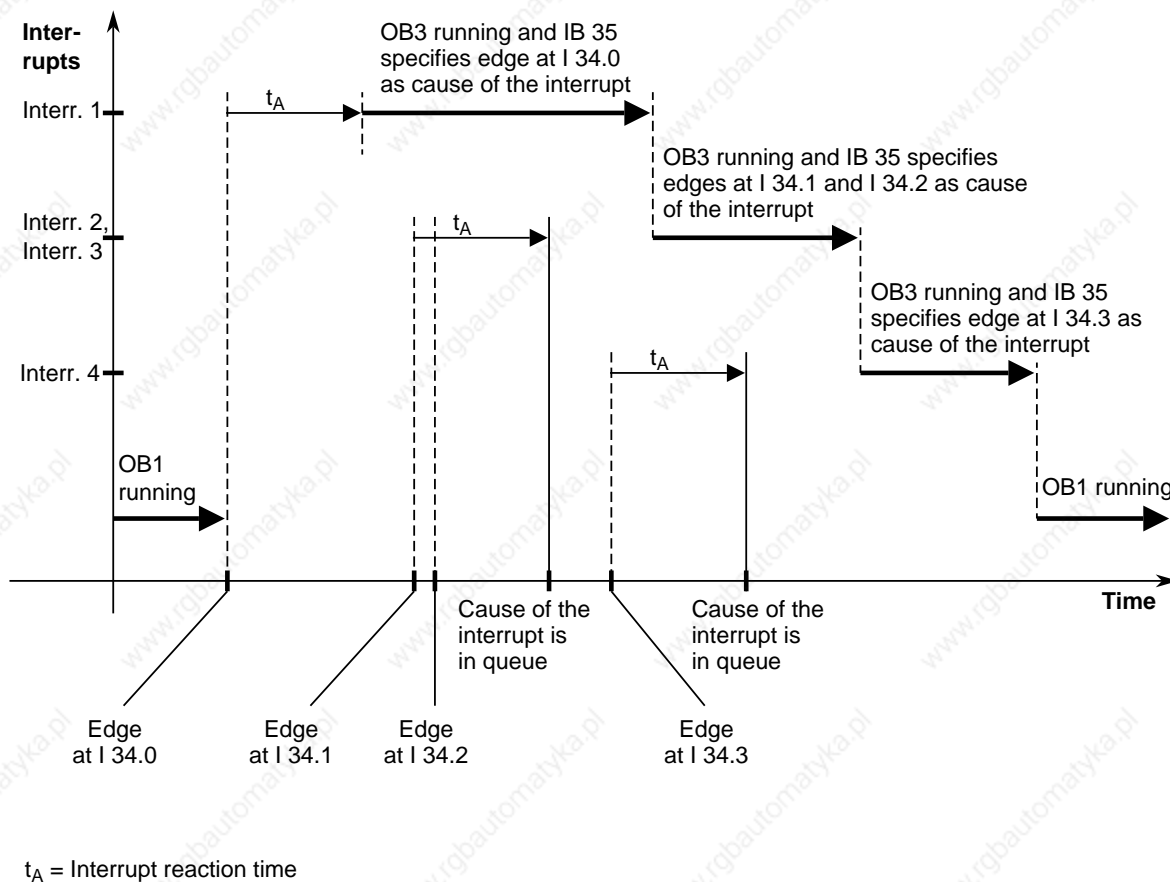 Inter-
rupts
OB3 running and IB 35
specifies edge at I 34.0
as cause of the interrupt
Interr. 1
tA
OB3 running and IB 35 specifies
edges at I 34.1 and I 34.2 as cause
of the interrupt
Interr. 2,
Interr. 3
tA
OB3 running and IB 35
specifies edge at I 34.3 as
cause of the interrupt
Interr. 4
tA
OB1
running
OB1 running
Time
Cause of the
interrupt is
in queue
Cause of the
interrupt is
in queue
Edge
at I 34.0
Edge
at I 34.1
Edge
at I 34.2
Edge
at I 34.3
tA = Interrupt reaction time
www.rgbautomatyka.pl